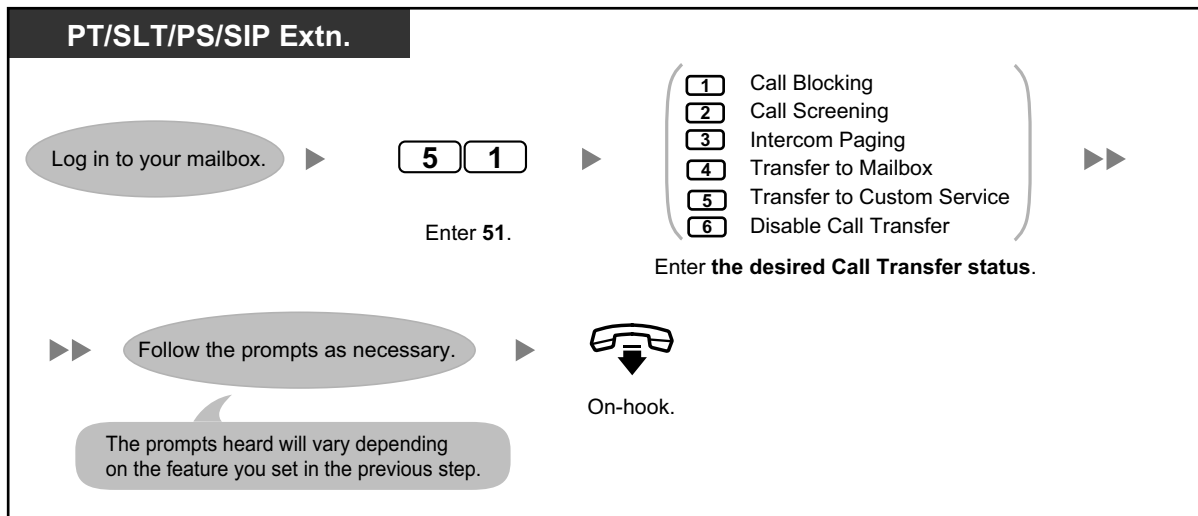 PT/SLT/PS/SIP Extn.
Log in to your mailbox.
5 1
Enter 51.
1 Call Blocking
2 Call Screening
3 Intercom Paging
4 Transfer to Mailbox
5 Transfer to Custom Service
6 Disable Call Transfer
Enter the desired Call Transfer status.
Follow the prompts as necessary.
The prompts heard will vary depending
on the feature you set in the previous step.
On-hook.